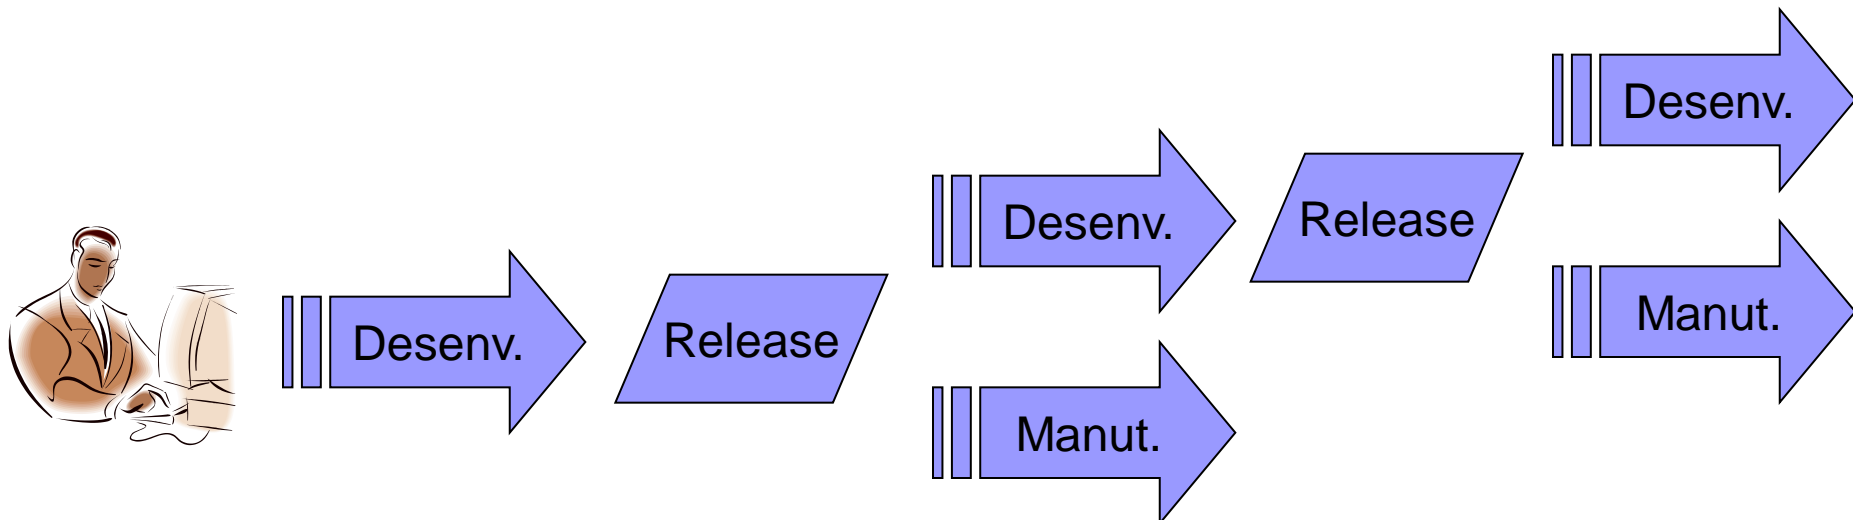 Desenv.
Release
Desenv.
Manut.
Release
Desenv.
Manut.